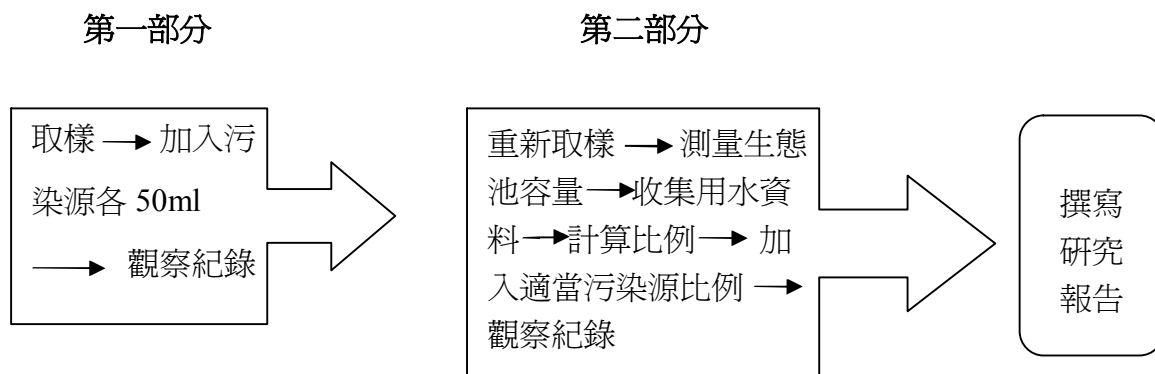 第一部分
第二部分
取樣 → 加入污
染源各 50ml
→ 觀察紀錄
重新取樣 → 測量生態
池容量 → 收集用水資
料 → 計算比例 → 加
入適當污染源比例 →
觀察紀錄
撰寫
研究
報告